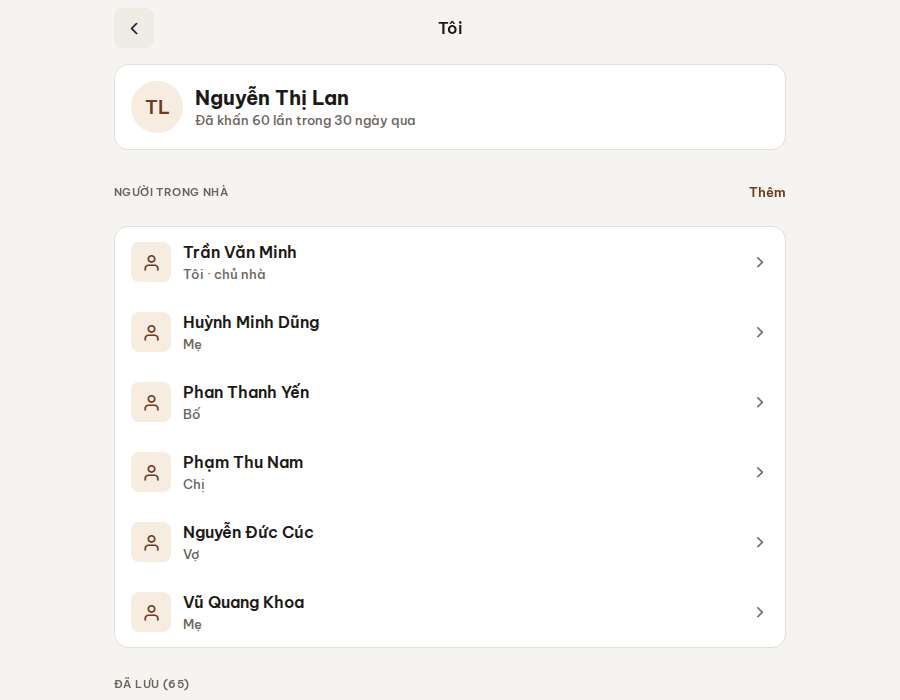 Tôi
TL
Nguyễn Thị Lan
Đã khấn 60 lần trong 30 ngày qua
NGƯỜI TRONG NHÀ
Thêm
Trần Văn Minh
Tôi · chủ nhà
Huỳnh Minh Dũng
Mẹ
Phan Thanh Yến
Bố
Phạm Thu Nam
Chị
Nguyễn Đức Cúc
Vợ
Vũ Quang Khoa
Mẹ
ĐÃ LƯU (65)